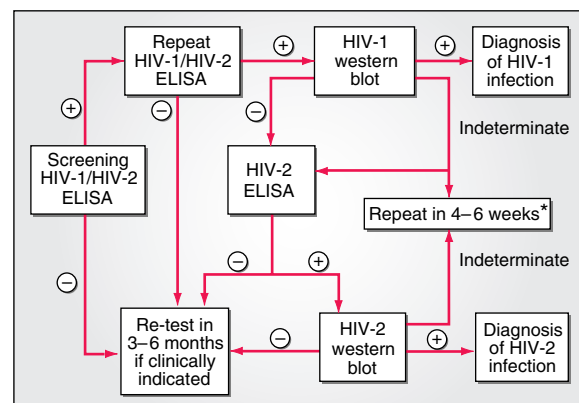 Repeat
HIV-1/HIV-2
ELISA
+
HIV-1
western
blot
+
Diagnosis
of HIV-1
infection
+
−
−
Indeterminate
Screening
HIV-1/HIV-2
ELISA
HIV-2
ELISA
Repeat in 4–6 weeks*
−
−
+
Indeterminate
Re-test in
3–6 months
if clinically
indicated
−
HIV-2
western
blot
+
Diagnosis
of HIV-2
infection